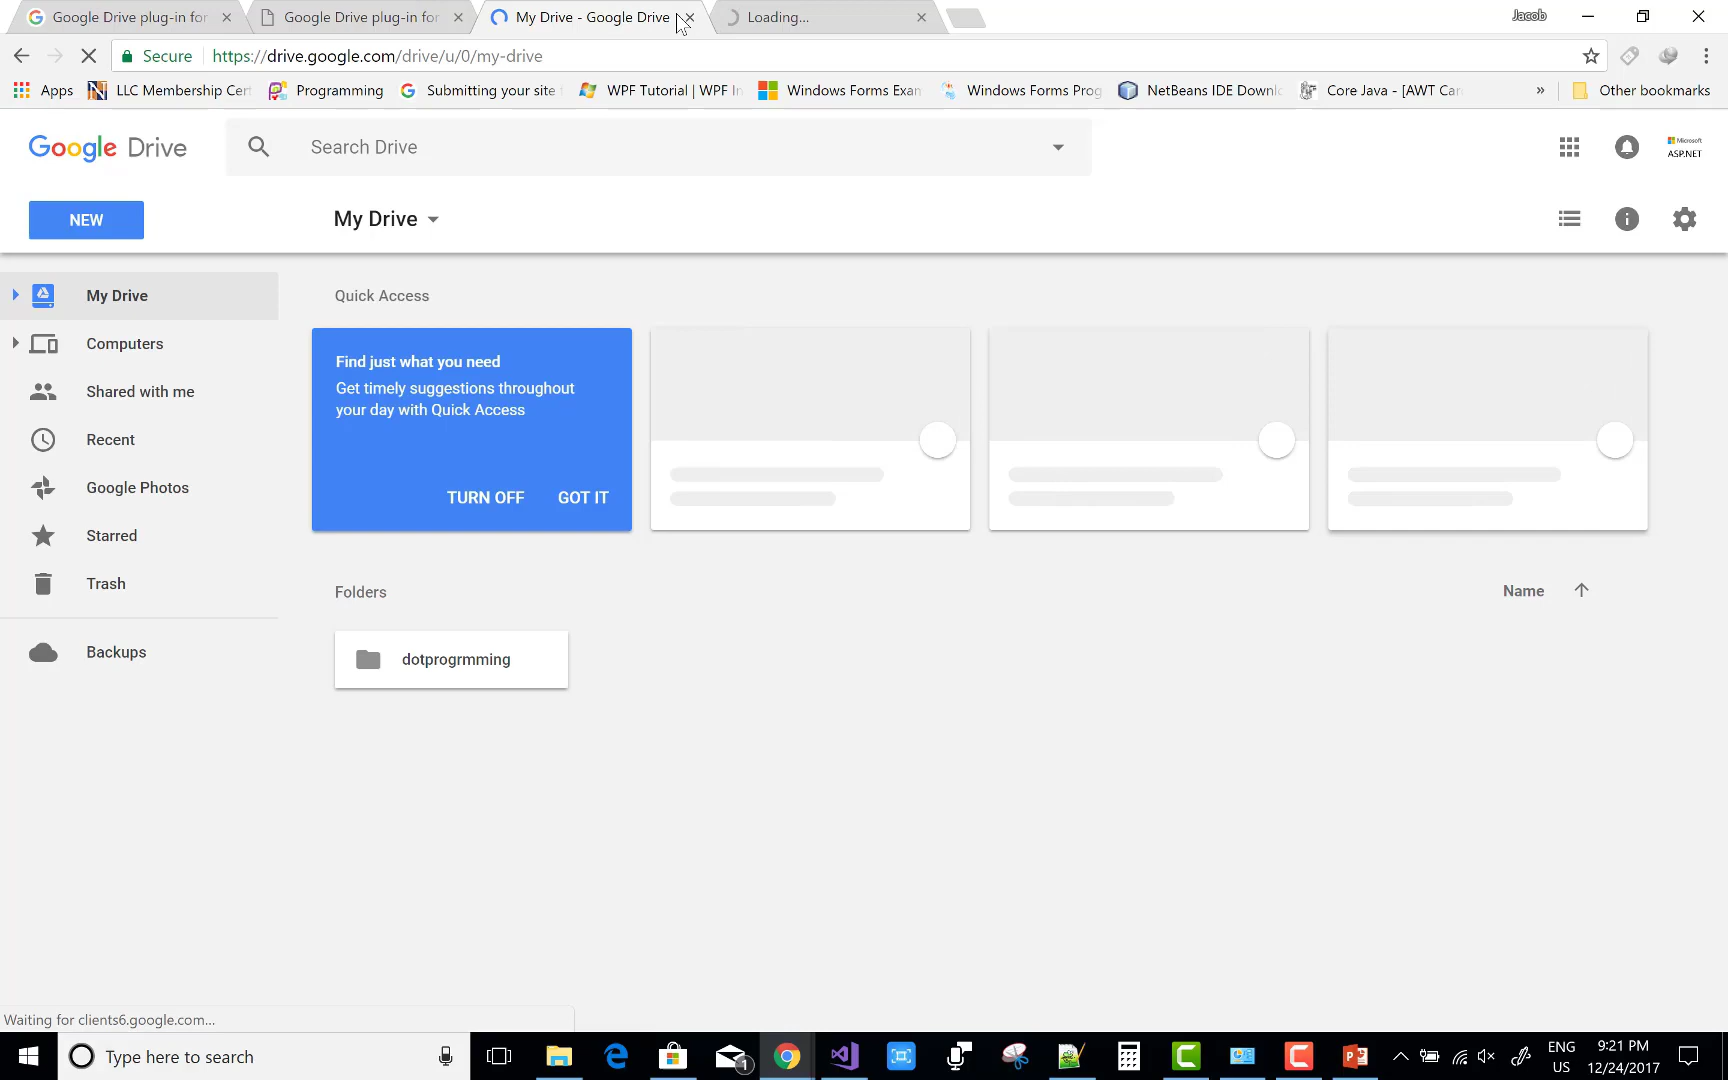 Google Drive plug-in for
Google Drive plug-in for
My Drive - Google Drive
Loading...
Jacob
Secure
https://drive.google.com/drive/u/0/my-drive
Apps
LLC Membership Cert
Programming
Submitting your site
WPF Tutorial | WPF In
Windows Forms Exam
Windows Forms Prog
NetBeans IDE Downlo
Core Java - [AWT Can
»
Other bookmarks
Google Drive
Search Drive
Microsoft
ASP.NET
NEW
My Drive
My Drive
Computers
Shared with me
Recent
Google Photos
Starred
Trash
Backups
Quick Access
Find just what you need
Get timely suggestions throughout
your day with Quick Access
TURN OFF
GOT IT
Folders
Name
dotprogrmming
Waiting for clients6.google.com...
Type here to search
1
ENG
US
9:21 PM
12/24/2017